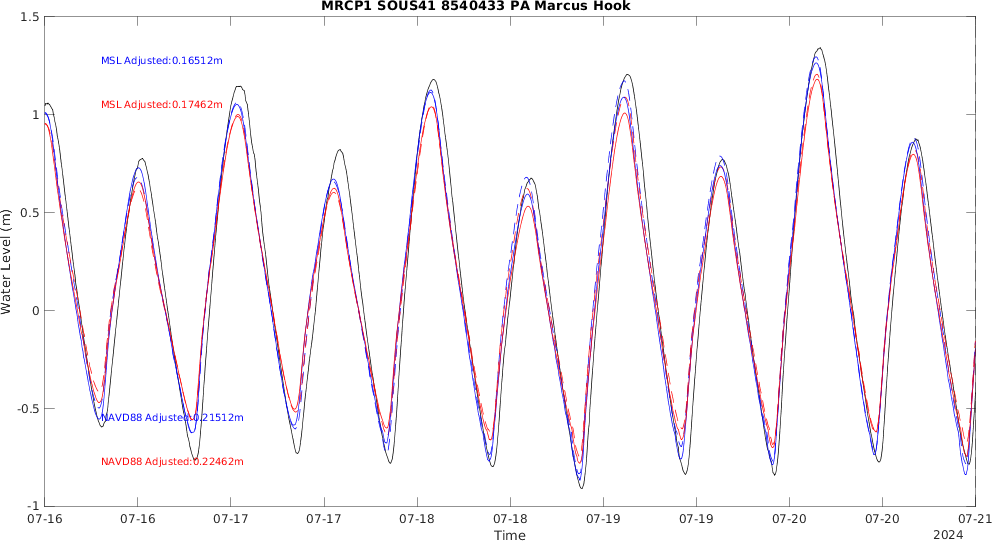 MRCP1 SOUS41 8540433 PA Marcus Hook
1.5
MSL Adjusted:0.16512m
MSL Adjusted:0.17462m
1
0.5
Water Level (m)
0
-0.5
NAVD88 Adjusted:0.21512m
NAVD88 Adjusted:0.22462m
-1
07-16 07-16 07-17 07-17 07-18 07-18 07-19 07-19 07-20 07-20 07-21
Time
2024